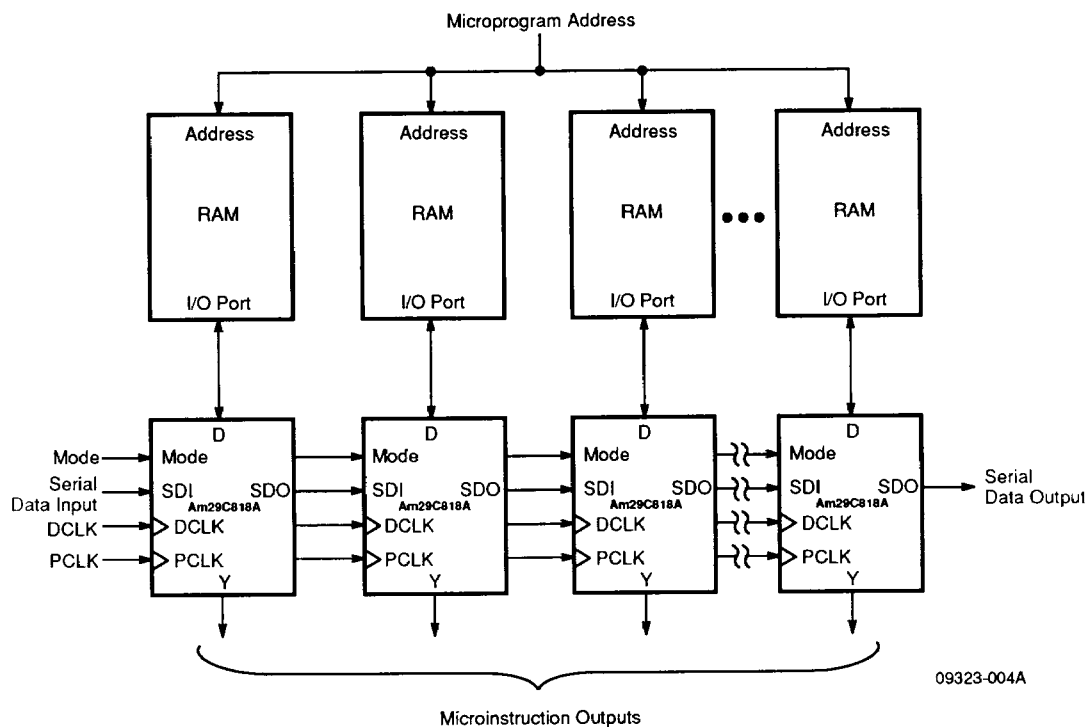 Microprogram Address
Address Address Address Address
RAM RAM RAM RAM
I/O Port I/O Port I/O Port I/O Port
D D D D
Mode Mode Mode Mode Mode
Serial Data Input SDI SDO SDI SDO SDI SDO SDI SDO Serial Data Output
Am29C818A Am29C818A Am29C818A Am29C818A
DCLK DCLK DCLK DCLK DCLK
PCLK PCLK PCLK PCLK PCLK
Y Y Y Y
09323-004A
Microinstruction Outputs